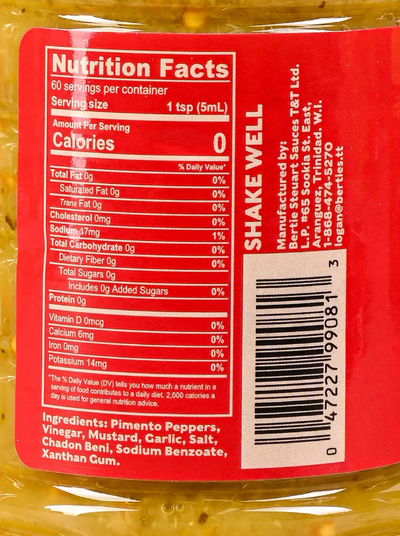 Nutrition Facts
60 servings per container
Serving size 1 tsp (5mL)
Amount Per Serving
Calories 0
% Daily Value*
Total Fat 0g 0%
Saturated Fat 0g 0%
Trans Fat 0g
Cholesterol 0mg 0%
Sodium 17mg 1%
Total Carbohydrate 0g 0%
Dietary Fiber 0g 0%
Total Sugars 0g
Includes 0g Added Sugars 0%
Protein 0g
Vitamin D 0mcg 0%
Calcium 6mg 0%
Iron 0mg 0%
Potassium 14mg 0%
*The % Daily Value (DV) tells you how much a nutrient in a
serving of food contributes to a daily diet. 2,000 calories a
day is used for general nutrition advice.
Ingredients: Pimento Peppers,
Vinegar, Mustard, Garlic, Salt,
Chadon Beni, Sodium Benzoate,
Xanthan Gum.
SHAKE WELL
Manufactured by:
Bertie Steuart Sauces T&T Ltd.
L.P. #65 Sookia St. East,
Aranguez, Trinidad. W.I.
1-868-474-5270
logan@berties.tt
0 47227 99081 3